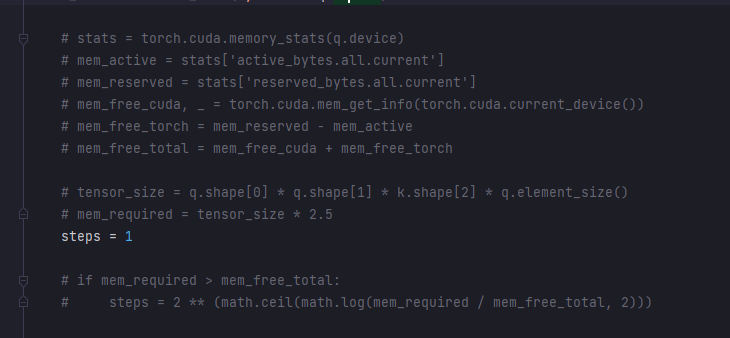 # stats = torch.cuda.memory_stats(q.device)
# mem_active = stats['active_bytes.all.current']
# mem_reserved = stats['reserved_bytes.all.current']
# mem_free_cuda, _ = torch.cuda.mem_get_info(torch.cuda.current_device())
# mem_free_torch = mem_reserved - mem_active
# mem_free_total = mem_free_cuda + mem_free_torch
# tensor_size = q.shape[0] * q.shape[1] * k.shape[2] * q.element_size()
# mem_required = tensor_size * 2.5
steps = 1
# if mem_required > mem_free_total:
#     steps = 2 ** (math.ceil(math.log(mem_required / mem_free_total, 2)))